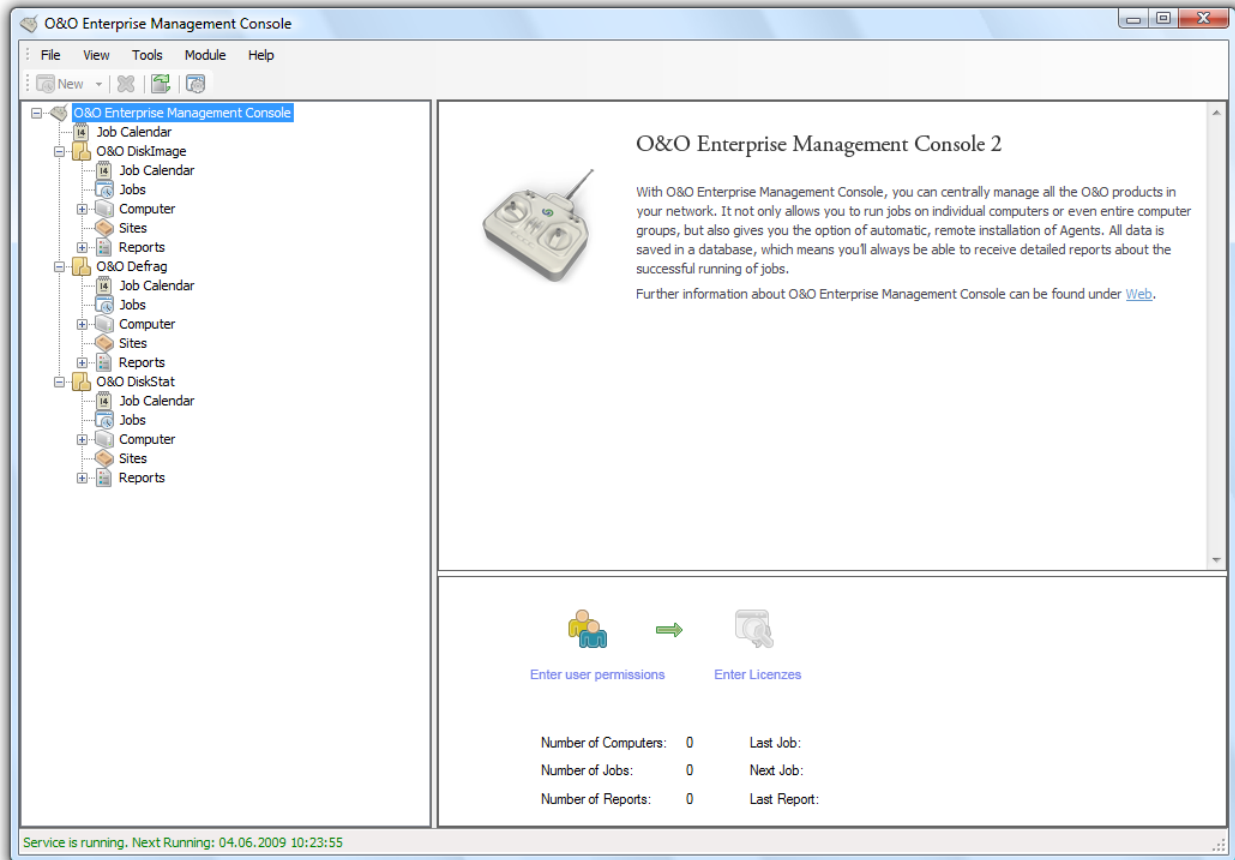 O&O Enterprise Management Console
File View Tools Module Help
New
O&O Enterprise Management Console
Job Calendar
O&O DiskImage
Job Calendar
Jobs
Computer
Sites
Reports
O&O Defrag
Job Calendar
Jobs
Computer
Sites
Reports
O&O DiskStat
Job Calendar
Jobs
Computer
Sites
Reports
O&O Enterprise Management Console 2
With O&O Enterprise Management Console, you can centrally manage all the O&O products in
your network. It not only allows you to run jobs on individual computers or even entire computer
groups, but also gives you the option of automatic, remote installation of Agents. All data is
saved in a database, which means you'll always be able to receive detailed reports about the
successful running of jobs.
Further information about O&O Enterprise Management Console can be found under Web.
Enter user permissions Enter Licenzes
Number of Computers: 0 Last Job:
Number of Jobs: 0 Next Job:
Number of Reports: 0 Last Report:
Service is running. Next Running: 04.06.2009 10:23:55